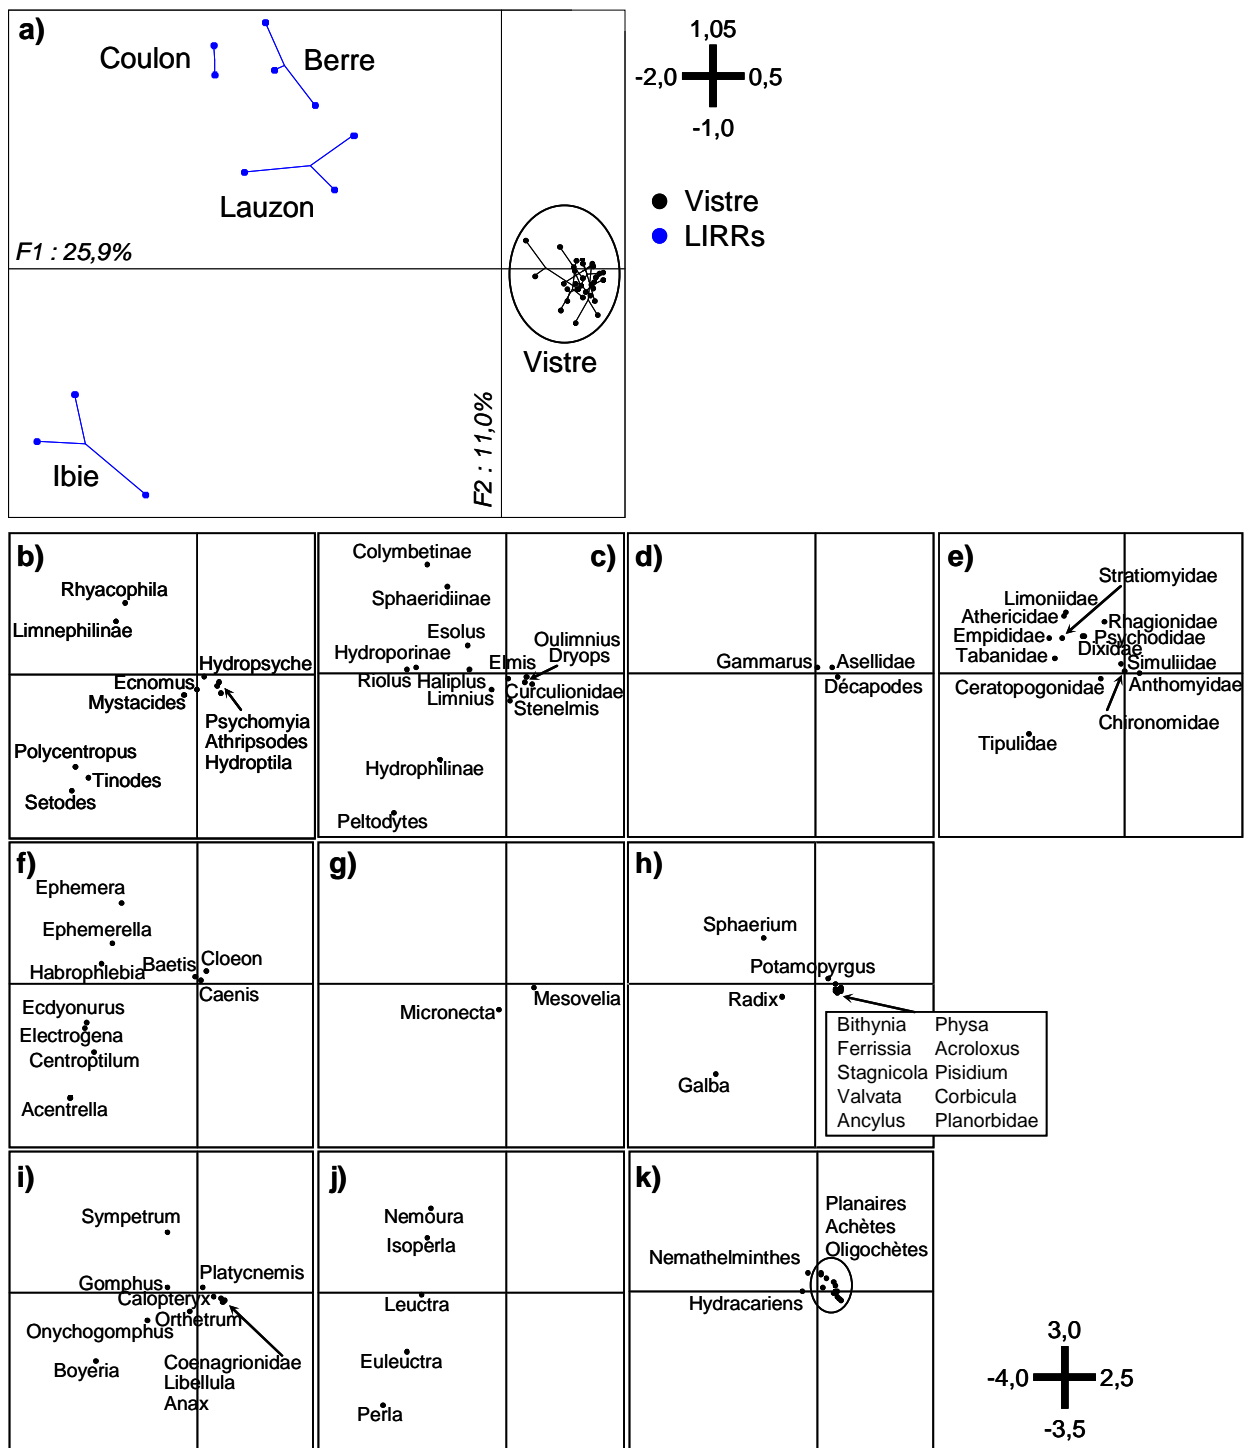 a)
Coulon
Berre
Lauzon
F1 : 25,9%
Vistre
F2 : 11,0%
Ibie
1,05
-2,0
0,5
-1,0
Vistre
LIRRs
b)
Rhyacophila
Limnephilinae
Hydropsyche
Ecnomus
Mystacides
Psychomyia
Athripsodes
Hydroptila
Polycentropus
Tinodes
Setodes
c)
Colymbetinae
Sphaeridiinae
Esolus
Oulimnius
Dryops
Hydroporinae
Elmis
Riolus
Haliplus
Curculionidae
Limnius
Stenelmis
Hydrophilinae
Peltodytes
d)
Gammarus
Asellidae
Décapodes
e)
Stratiomyidae
Limoniidae
Athericidae
Rhagionidae
Empididae
Psychodidae
Dixidae
Tabanidae
Simuliidae
Ceratopogonidae
Anthomyidae
Chironomidae
Tipulidae
f)
Ephemera
Ephemerella
Habrophlebia
Baetis
Cloeon
Caenis
Ecdyonurus
Electrogena
Centroptilum
Acentrella
g)
Mesovelia
Micronecta
h)
Sphaerium
Potamopyrgus
Radix
Galba
Bithynia Physa
Ferrissia Acroloxus
Stagnicola Pisidium
Valvata Corbicula
Ancylus Planorbidae
i)
Sympetrum
Gomphus
Platycnemis
Calopteryx
Orthetrum
Onychogomphus
Boyeria
Coenagrionidae
Libellula
Anax
j)
Nemoura
Isoperla
Leuctra
Euleuctra
Perla
k)
Planaires
Achètes
Oligochètes
Nemathelminthes
Hydracariens
3,0
-4,0
2,5
-3,5